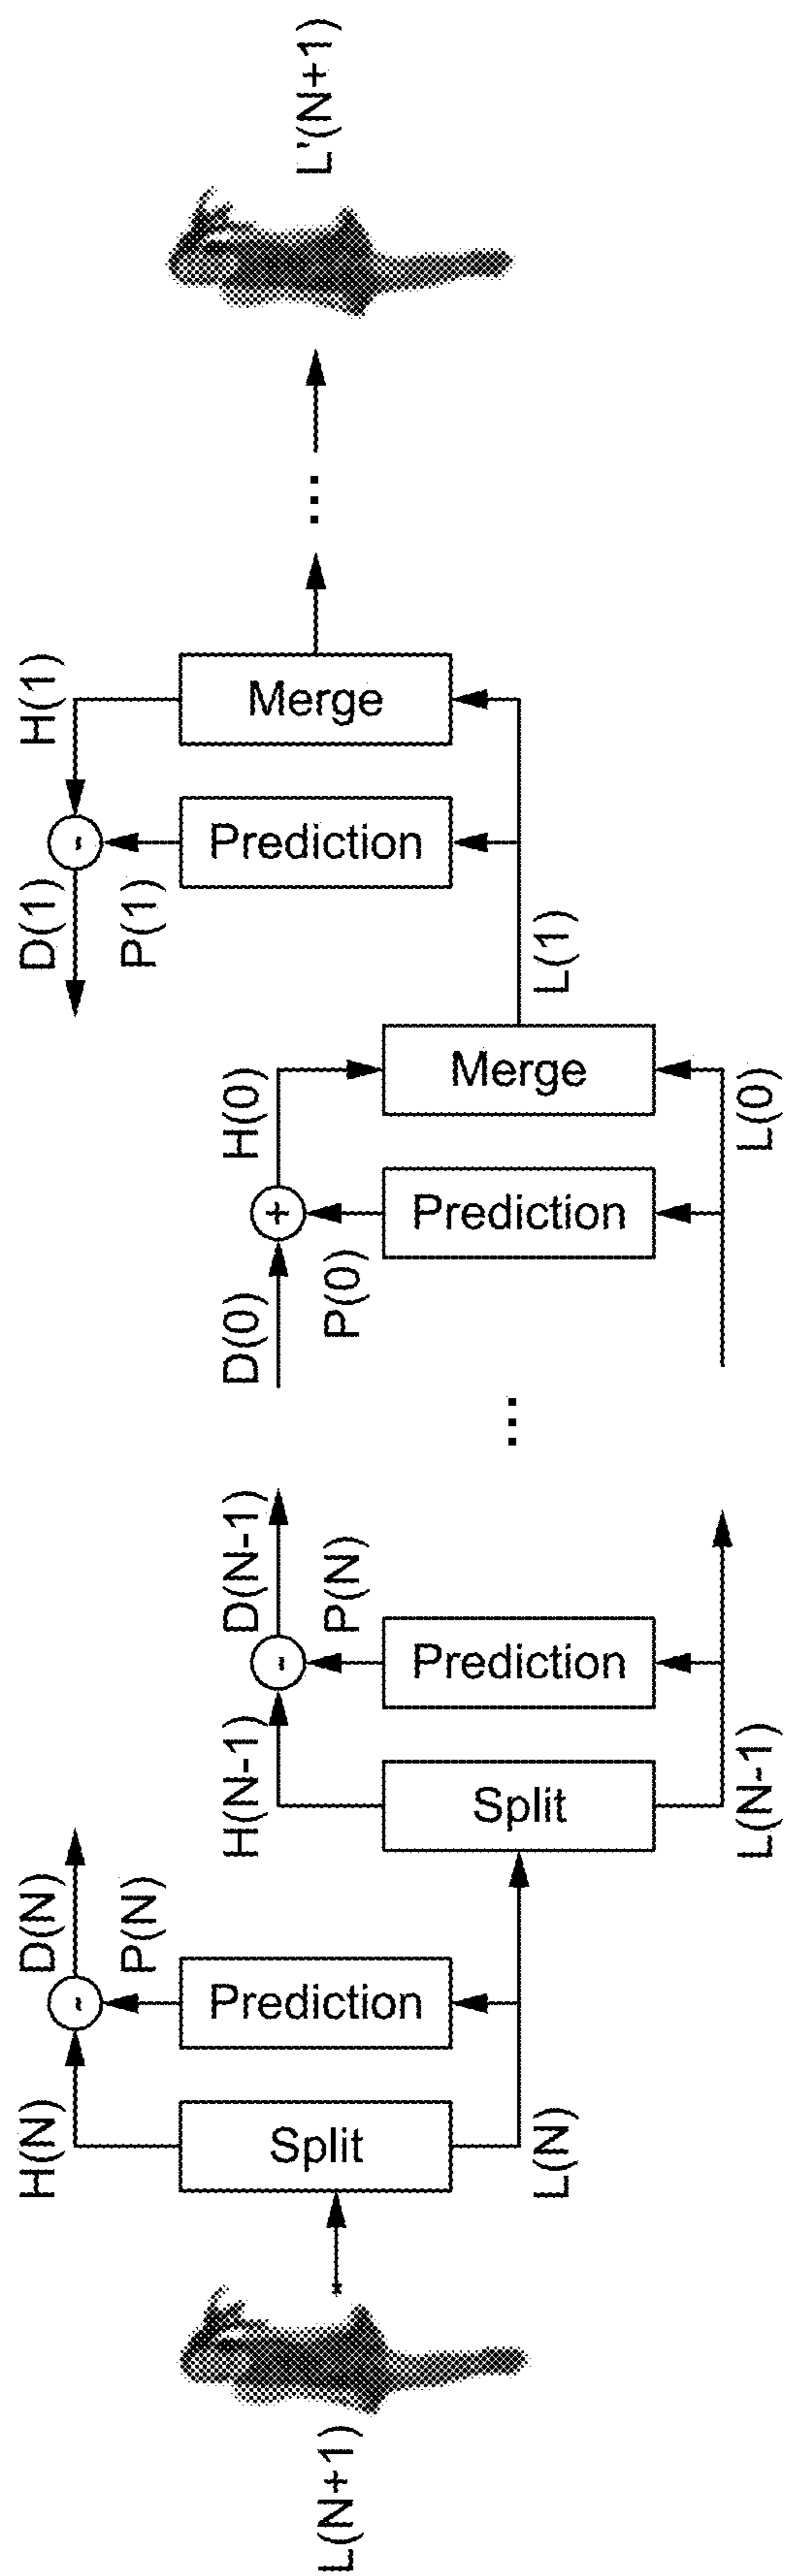 L(N+1)
H(N)
Split
L(N)
-
D(N)
P(N)
Prediction
H(N-1)
Split
L(N-1)
-
D(N-1)
P(N)
Prediction
...
D(0)
P(0)
+
Prediction
H(0)
Merge
L(0)
L(1)
D(1)
P(1)
-
Prediction
H(1)
Merge
...
L'(N+1)